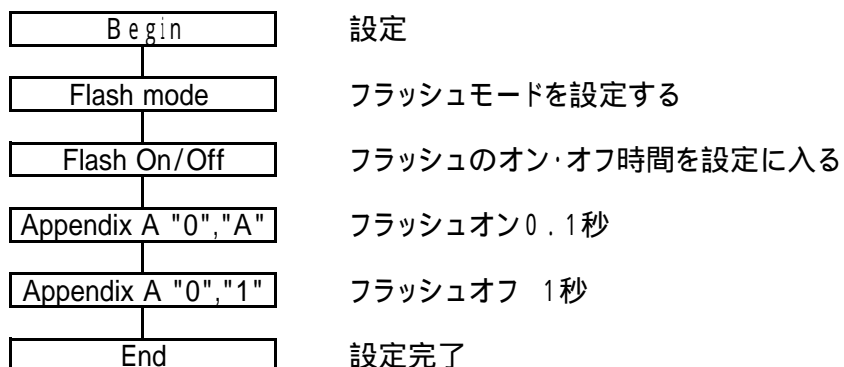 Begin 設定
Flash mode フラッシュモードを設定する
Flash On/Off フラッシュのオン・オフ時間を設定に入る
Appendix A "0","A" フラッシュオン0.1秒
Appendix A "0","1" フラッシュオフ 1秒
End 設定完了